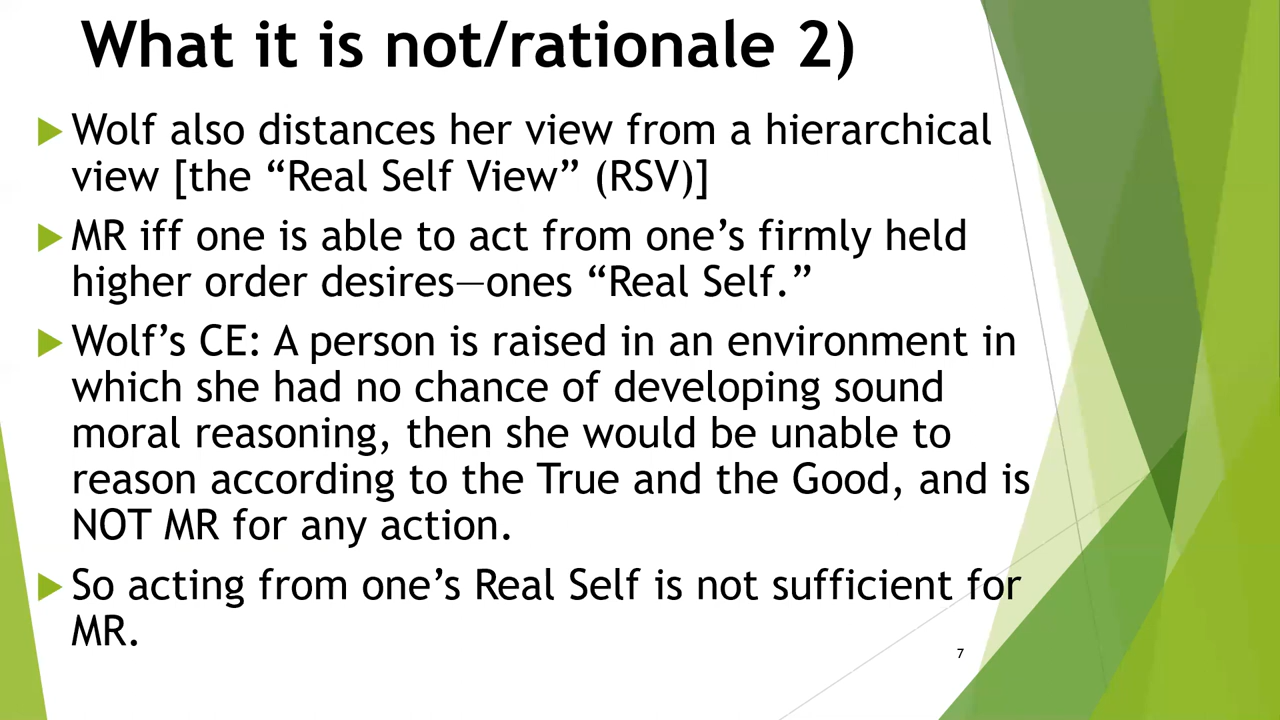 What it is not/rationale 2)
Wolf also distances her view from a hierarchical
view [the “Real Self View” (RSV)]
MR iff one is able to act from one’s firmly held
higher order desires—ones “Real Self.”
Wolf’s CE: A person is raised in an environment in
which she had no chance of developing sound
moral reasoning, then she would be unable to
reason according to the True and the Good, and is
NOT MR for any action.
So acting from one’s Real Self is not sufficient for
MR.
7